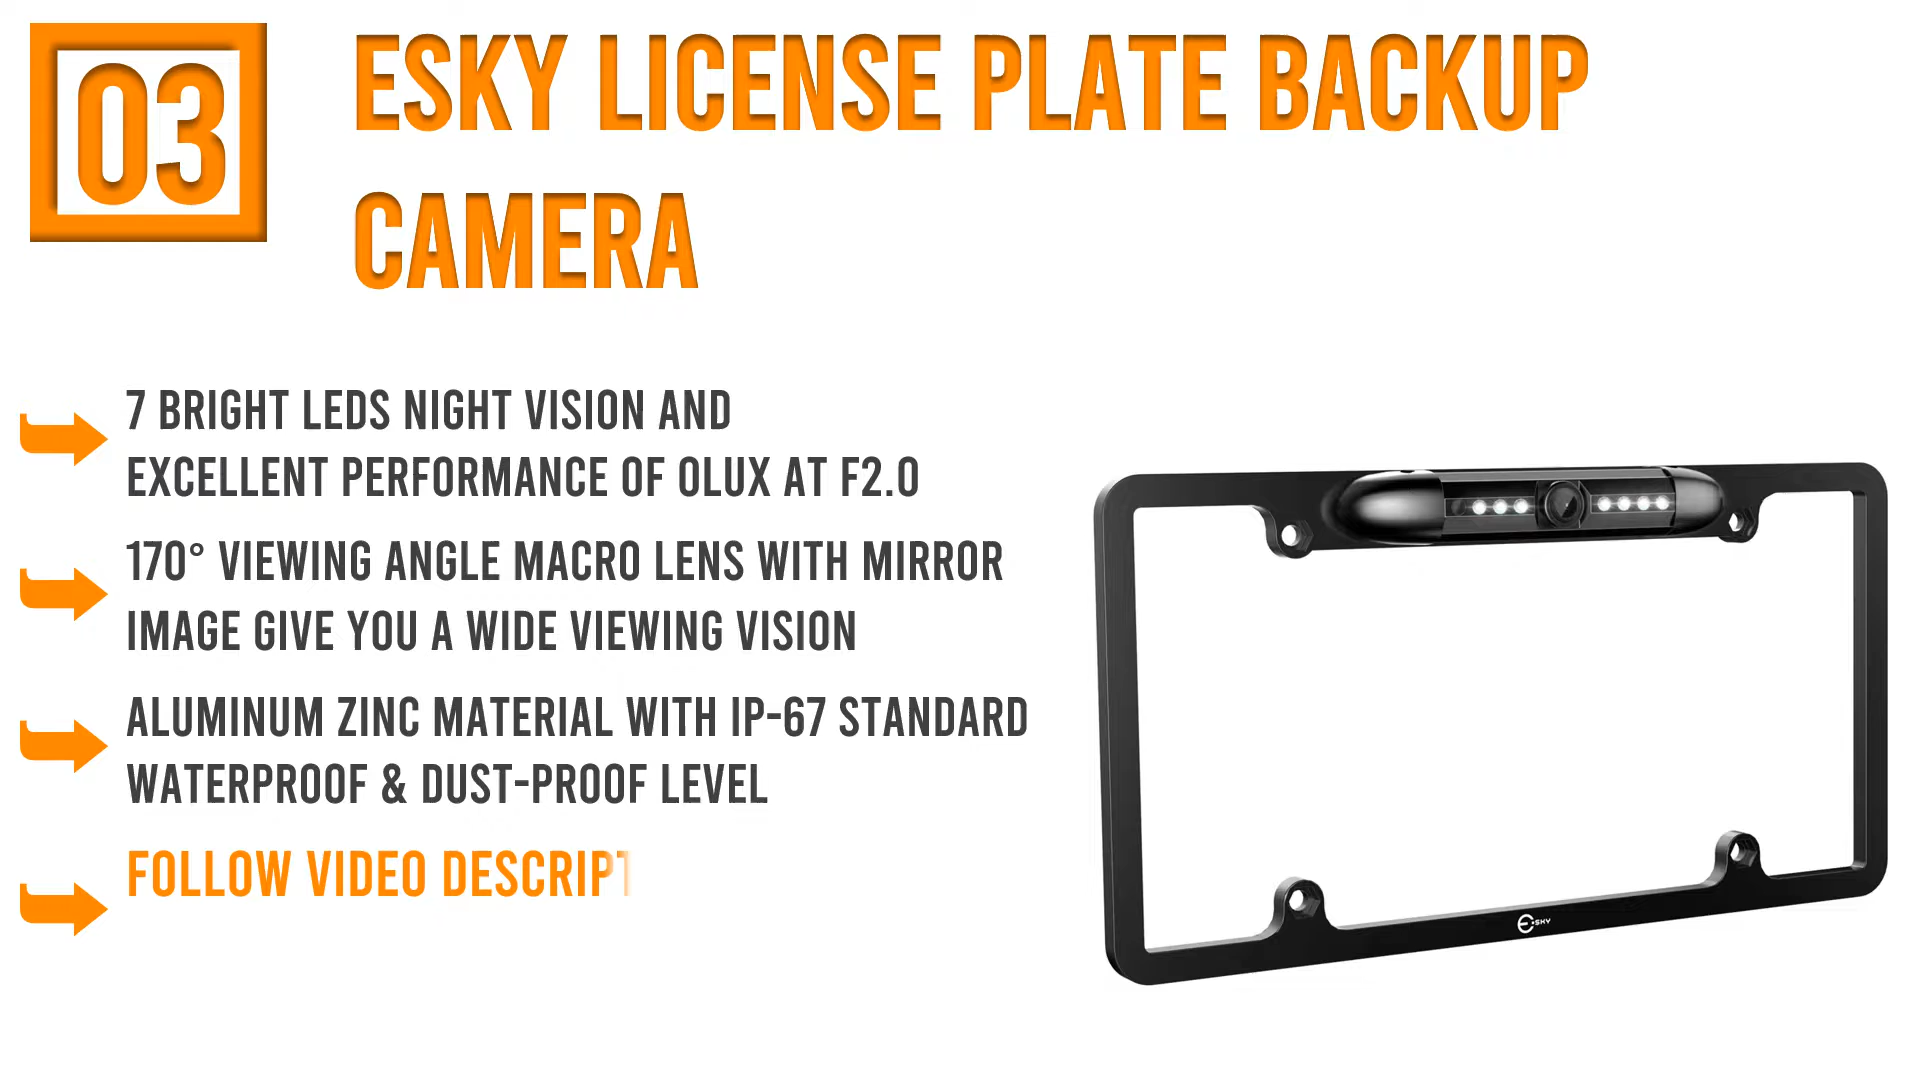 03
ESKY LICENSE PLATE BACKUP
CAMERA
7 BRIGHT LEDS NIGHT VISION AND
EXCELLENT PERFORMANCE OF 0LUX AT F2.0
170° VIEWING ANGLE MACRO LENS WITH MIRROR
IMAGE GIVE YOU A WIDE VIEWING VISION
ALUMINUM ZINC MATERIAL WITH IP-67 STANDARD
WATERPROOF & DUST-PROOF LEVEL
FOLLOW VIDEO DESCRIPT
E-SKY